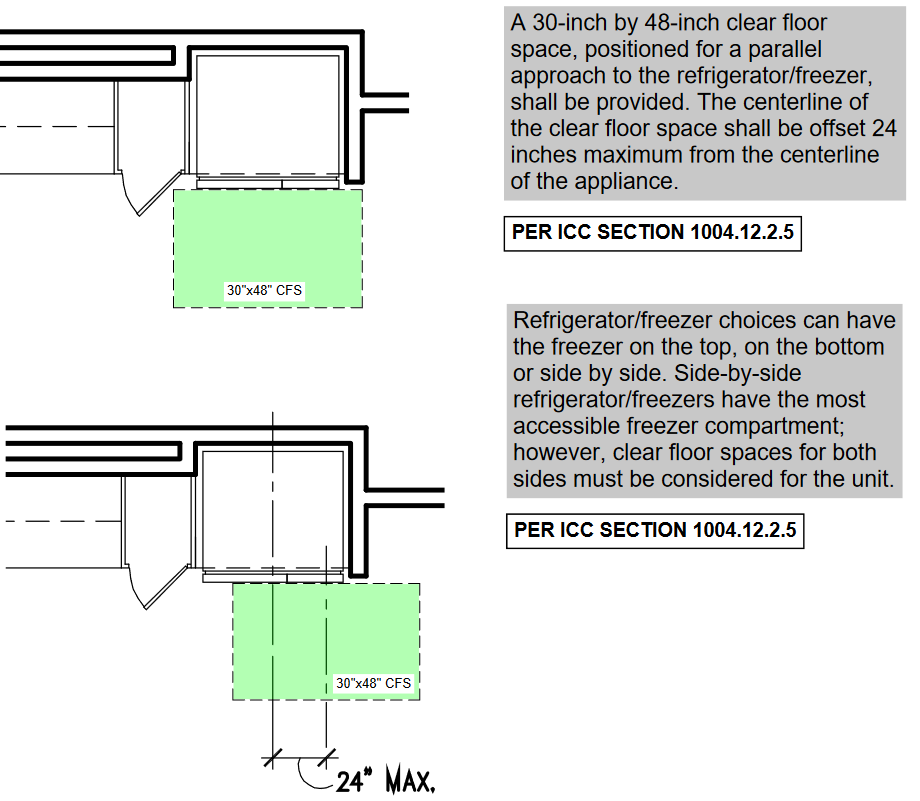 A 30-inch by 48-inch clear floor
space, positioned for a parallel
approach to the refrigerator/freezer,
shall be provided. The centerline of
the clear floor space shall be offset 24
inches maximum from the centerline
of the appliance.
PER ICC SECTION 1004.12.2.5
30"x48" CFS
Refrigerator/freezer choices can have
the freezer on the top, on the bottom
or side by side. Side-by-side
refrigerator/freezers have the most
accessible freezer compartment;
however, clear floor spaces for both
sides must be considered for the unit.
PER ICC SECTION 1004.12.2.5
30"x48" CFS
24" MAX.